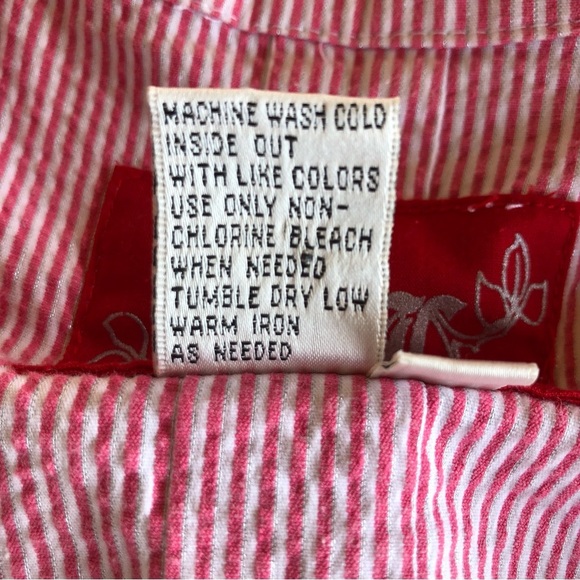 MACHINE WASH COLD
INSIDE OUT
WITH LIKE COLORS
USE ONLY NON-
CHLORINE BLEACH
WHEN NEEDED
TUMBLE DRY LOW
WARM IRON
AS NEEDED